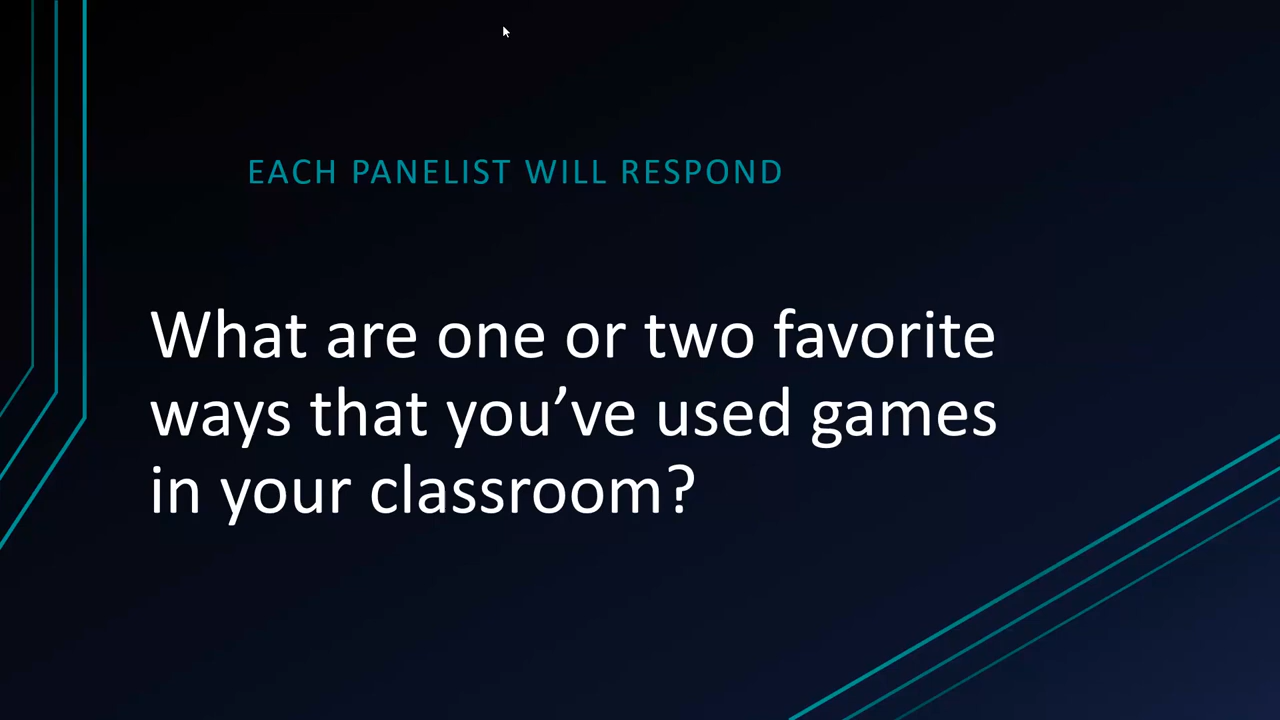 EACH PANELIST WILL RESPOND
What are one or two favorite
ways that you’ve used games
in your classroom?